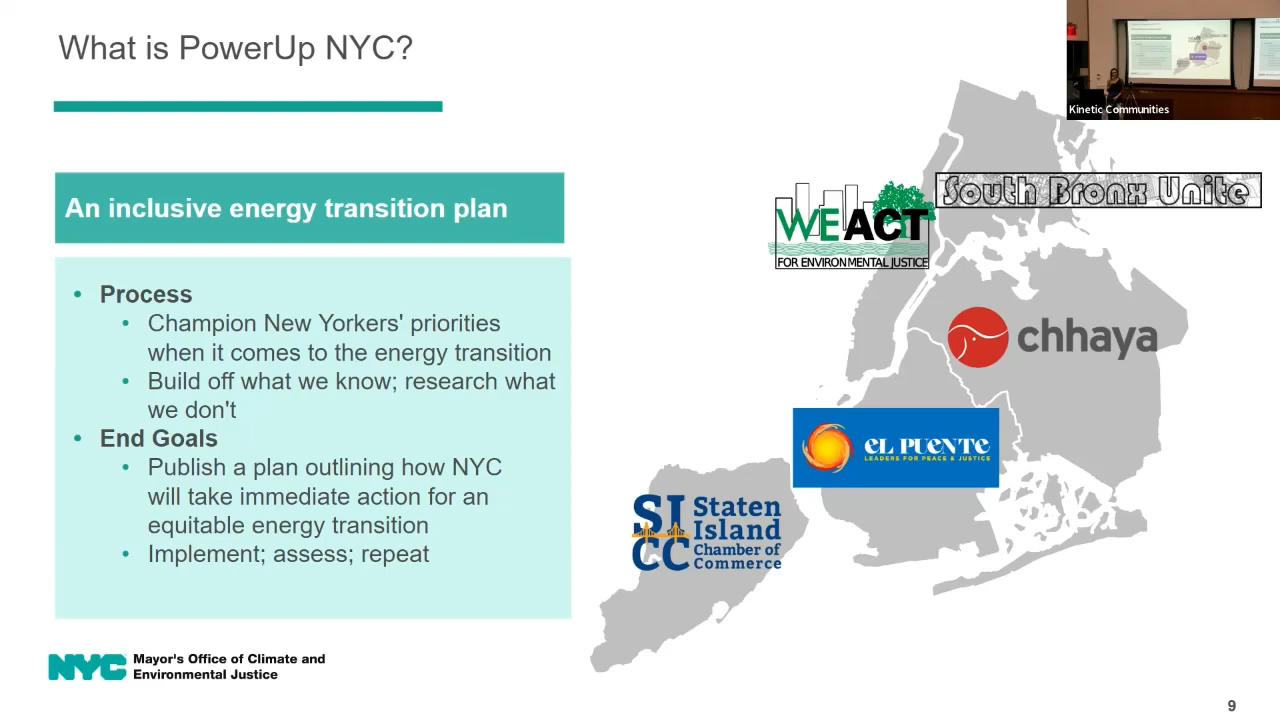 What is PowerUp NYC?
Kinetic Communities
An inclusive energy transition plan
• Process
• Champion New Yorkers' priorities
when it comes to the energy transition
• Build off what we know; research what
we don't
• End Goals
• Publish a plan outlining how NYC
will take immediate action for an
equitable energy transition
• Implement; assess; repeat
South Bronx Unite
WE ACT
FOR ENVIRONMENTAL JUSTICE
chhaya
EL PUENTE
LEADERS FOR PEACE & JUSTICE
SI
CC
Staten
Island
Chamber of
Commerce
NYC
Mayor's Office of Climate and
Environmental Justice
9